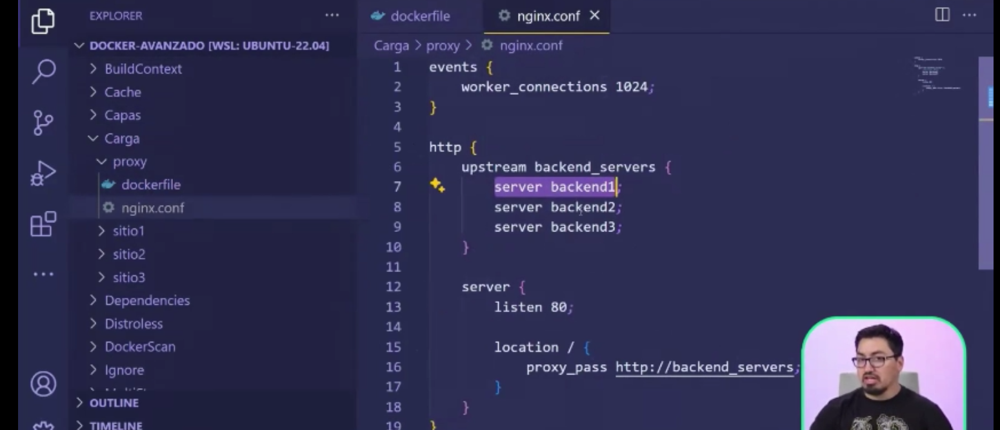 EXPLORER
DOCKER-AVANZADO [WSL: UBUNTU-22.04]
BuildContext
Cache
Capas
Carga
proxy
dockerfile
nginx.conf
sitio1
sitio2
sitio3
Dependencies
Distroless
DockerScan
Ignore
OUTLINE
TIMELINE
dockerfile
nginx.conf
Carga > proxy > nginx.conf
1 events {
2 worker_connections 1024;
3 }
4
5 http {
6 upstream backend_servers {
7 server backend1;
8 server backend2;
9 server backend3;
10 }
11
12 server {
13 listen 80;
14
15 location / {
16 proxy_pass http://backend_servers;
17 }
18 }
19 }